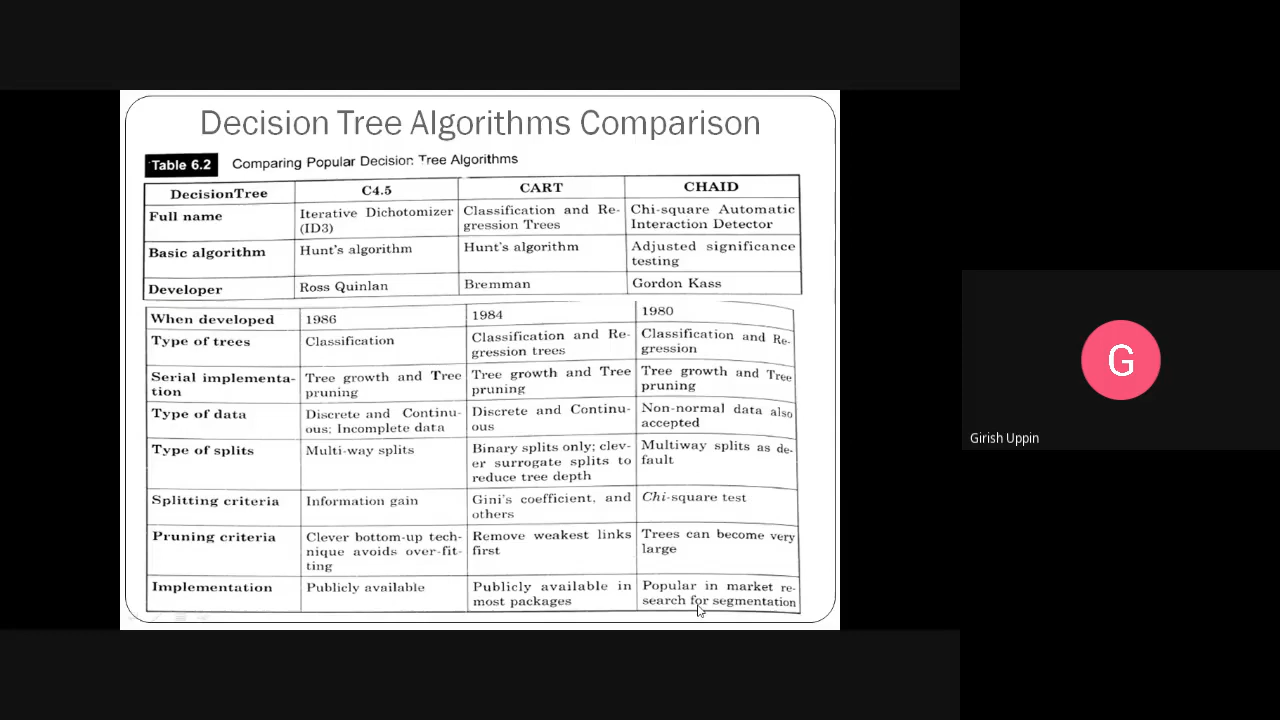 Decision Tree Algorithms Comparison
Table 6.2 Comparing Popular Decision Tree Algorithms
DecisionTree C4.5 CART CHAID
Full name Iterative Dichotomizer (ID3) Classification and Re-gression Trees Chi-square Automatic Interaction Detector
Basic algorithm Hunt's algorithm Hunt's algorithm Adjusted significance testing
Developer Ross Quinlan Bremman Gordon Kass
When developed 1986 1984 1980
Type of trees Classification Classification and Re-gression trees Classification and Re-gression
Serial implementa-tion Tree growth and Tree pruning Tree growth and Tree pruning Tree growth and Tree pruning
Type of data Discrete and Continu-ous; Incomplete data Discrete and Continu-ous Non-normal data also accepted
Type of splits Multi-way splits Binary splits only; clev-er surrogate splits to reduce tree depth Multiway splits as de-fault
Splitting criteria Information gain Gini's coefficient, and others Chi-square test
Pruning criteria Clever bottom-up tech-nique avoids over-fit-ting Remove weakest links first Trees can become very large
Implementation Publicly available Publicly available in most packages Popular in market re-search for segmentation
G
Girish Uppin